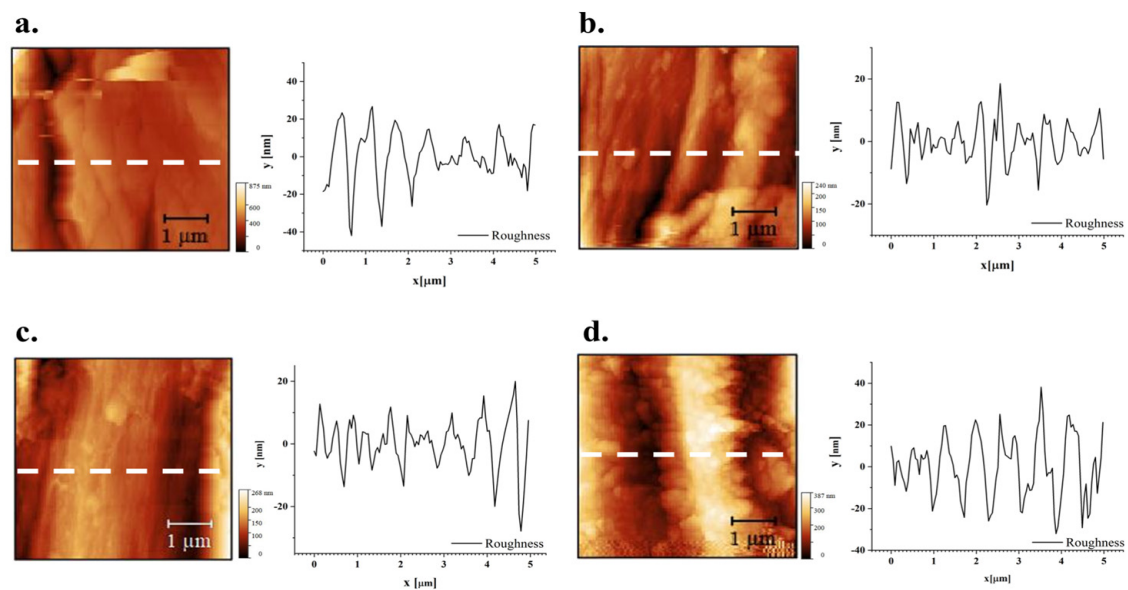 a.
875 nm
600
400
0
1 μm
40
20
0
-20
-40
y [nm]
0 1 2 3 4 5
x[μm]
Roughness
b.
240 nm
200
150
100
50
0
1 μm
20
0
-20
y [nm]
0 1 2 3 4 5
x[μm]
Roughness
c.
268 nm
200
150
100
50
0
1 μm
20
0
-20
y [nm]
0 1 2 3 4 5
x [μm]
Roughness
d.
387 nm
300
200
100
0
1 μm
40
20
0
-20
-40
y [nm]
0 1 2 3 4 5
x[μm]
Roughness